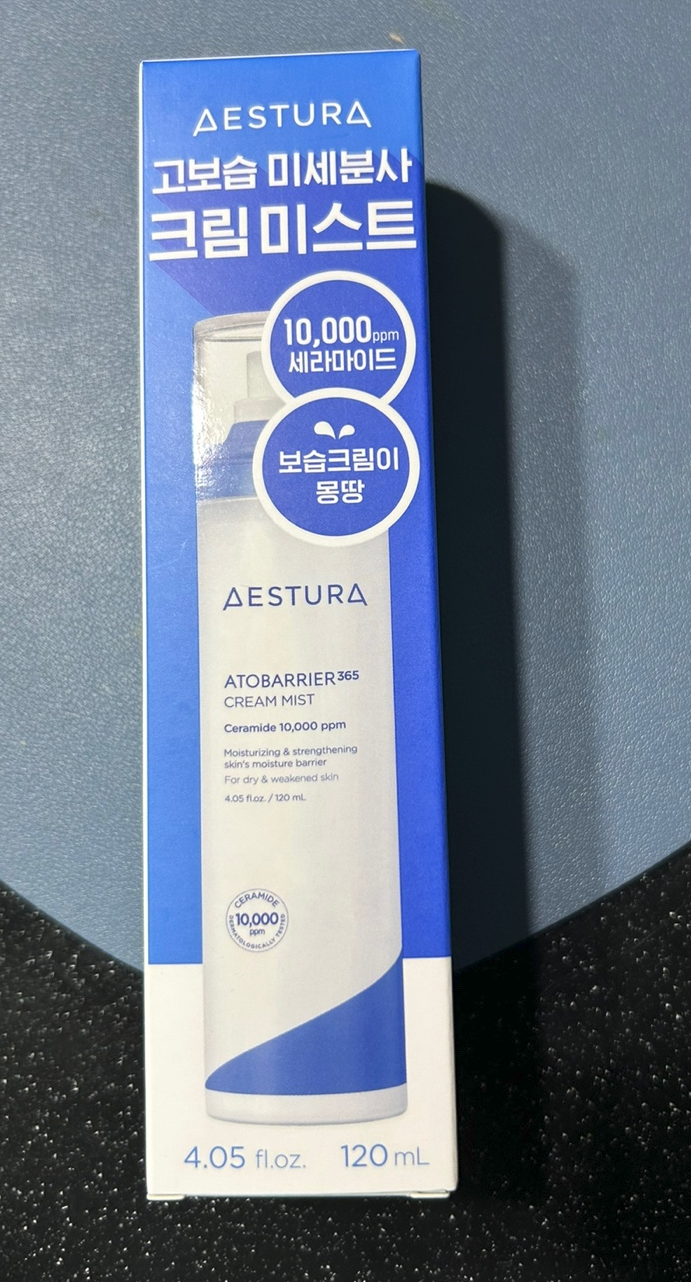 AESTURA
고보습 미세분사
크림미스트
10,000ppm
세라마이드
보습크림이
몽땅
AESTURA
ATOBARRIER365
CREAM MIST
Ceramide 10,000 ppm
Moisturizing & strengthening
skin's moisture barrier
For dry & weakened skin
4.05 fl.oz. / 120 mL
CERAMIDE
10,000
ppm
DERMATOLOGICALLY TESTED
4.05 fl.oz. 120 mL